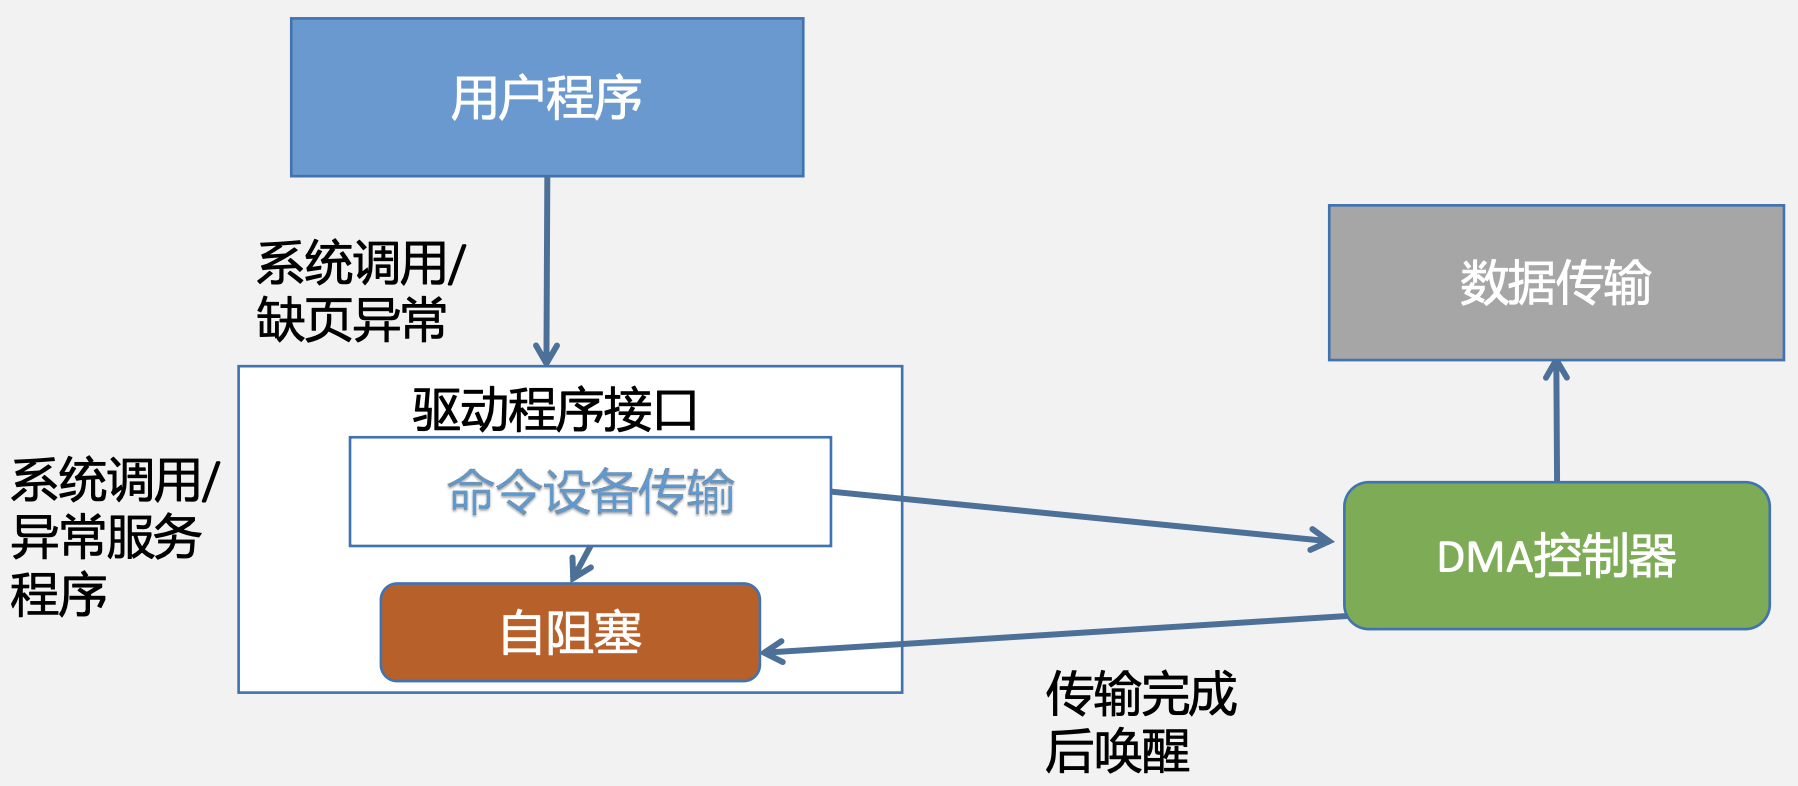 用户程序
系统调用/
缺页异常
数据传输
驱动程序接口
命令设备传输
系统调用/
异常服务
程序
DMA控制器
自阻塞
传输完成
后唤醒